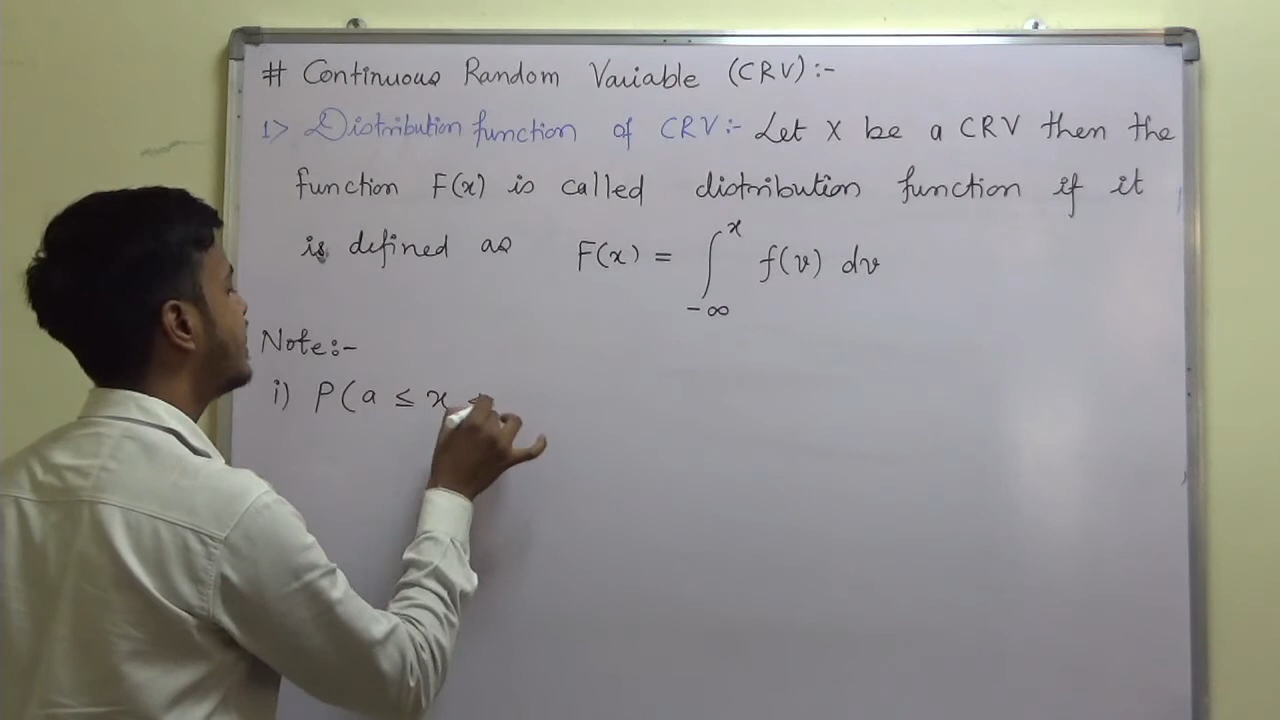 # Continuous Random Variable (CRV):-
1> Distribution function of CRV:- Let X be a CRV then the
function F(x) is called distribution function if it
is defined as F(x) = ∫_{-∞}^{x} f(v) dv
Note:-
i) P(a ≤ x